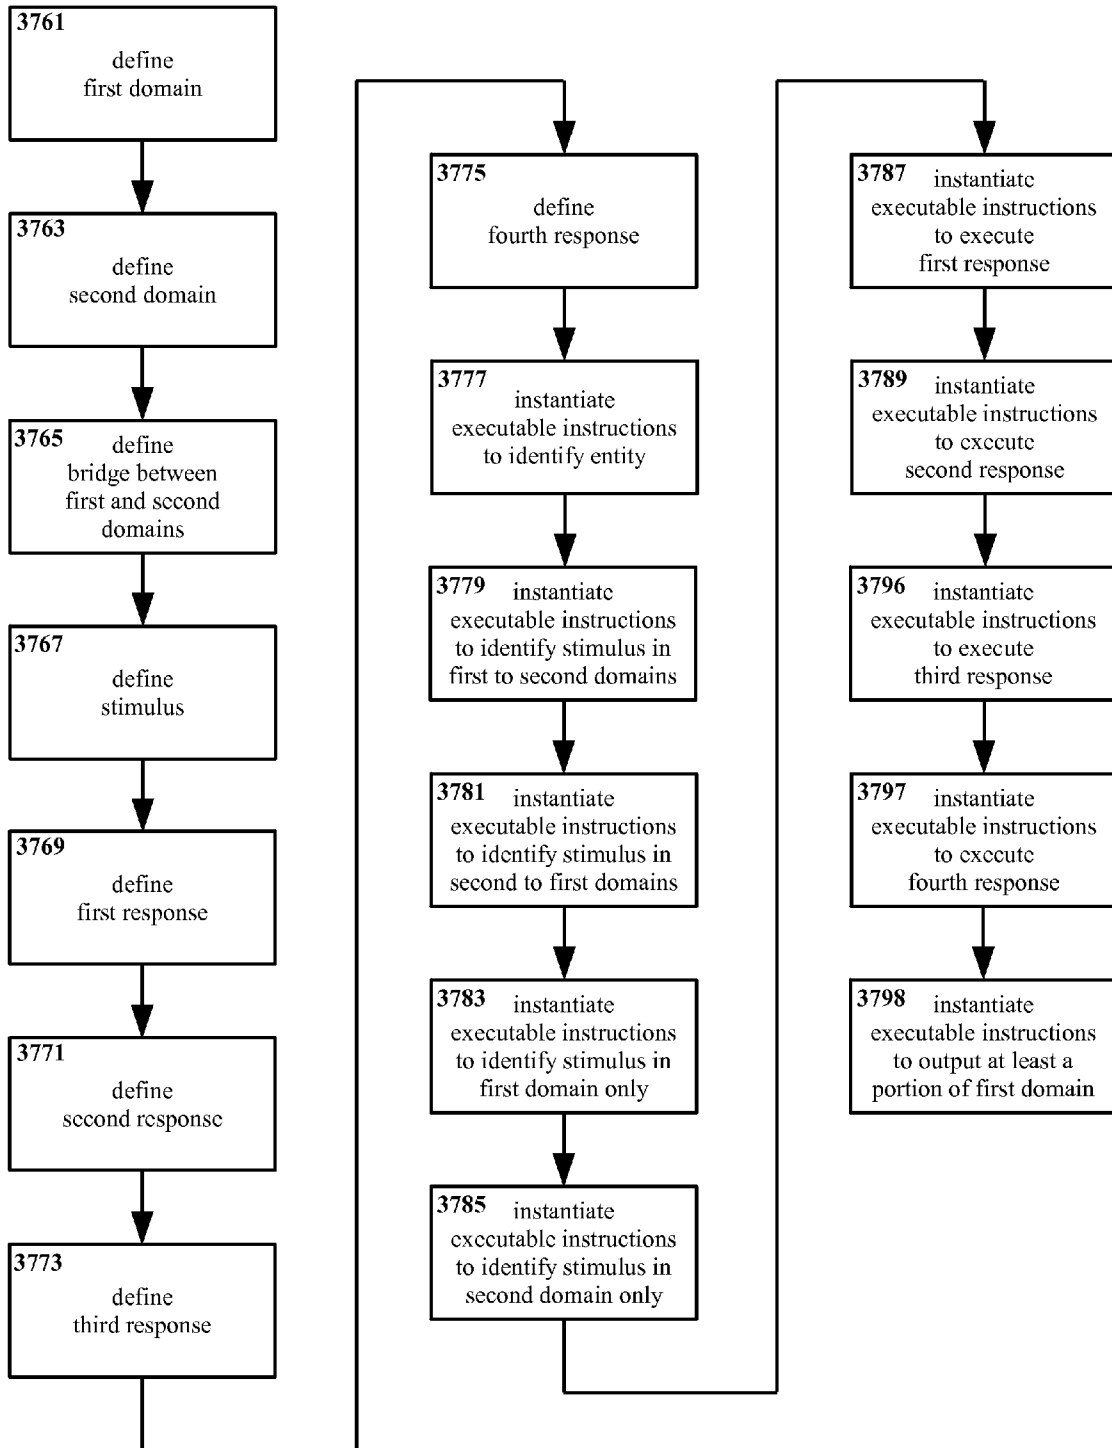 3761
define
first domain
3763
define
second domain
3765
define
bridge between
first and second
domains
3767
define
stimulus
3769
define
first response
3771
define
second response
3773
define
third response
3775
define
fourth response
3777
instantiate
executable instructions
to identify entity
3779
instantiate
executable instructions
to identify stimulus in
first to second domains
3781
instantiate
executable instructions
to identify stimulus in
second to first domains
3783
instantiate
executable instructions
to identify stimulus in
first domain only
3785
instantiate
executable instructions
to identify stimulus in
second domain only
3787
instantiate
executable instructions
to execute
first response
3789
instantiate
executable instructions
to execute
second response
3796
instantiate
executable instructions
to execute
third response
3797
instantiate
executable instructions
to execute
fourth response
3798
instantiate
executable instructions
to output at least a
portion of first domain